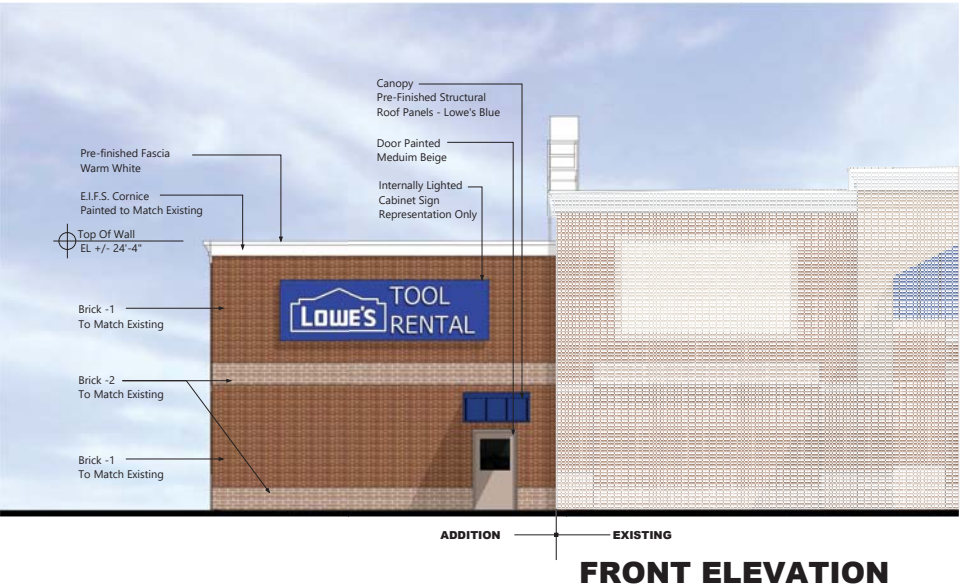 Canopy
Pre-Finished Structural
Roof Panels - Lowe's Blue
Door Painted
Meduim Beige
Internally Lighted
Cabinet Sign
Representation Only
Pre-finished Fascia
Warm White
E.I.F.S. Cornice
Painted to Match Existing
Top Of Wall
EL +/- 24'-4"
Brick -1
To Match Existing
Brick -2
To Match Existing
Brick -1
To Match Existing
LOWE'S
TOOL
RENTAL
ADDITION
EXISTING
FRONT ELEVATION